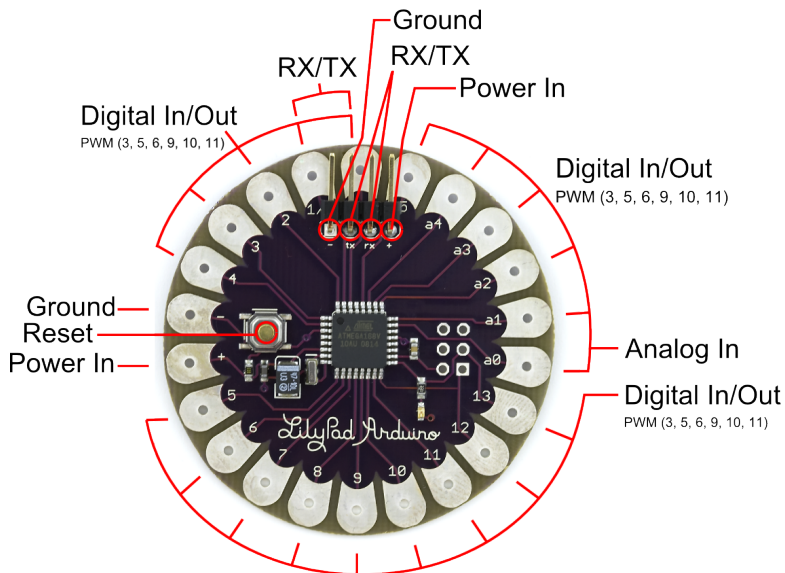 Ground
RX/TX
RX/TX
Power In
Digital In/Out
PWM (3, 5, 6, 9, 10, 11)
Digital In/Out
PWM (3, 5, 6, 9, 10, 11)
1
2
3
4
a4
a3
a2
a1
a0
- tx rx +
Ground
-
Reset
Power In
+
ATMEGA168V
Analog In
Digital In/Out
PWM (3, 5, 6, 9, 10, 11)
LilyPad Arduino
5
6
7
8
9
10
11
12
13